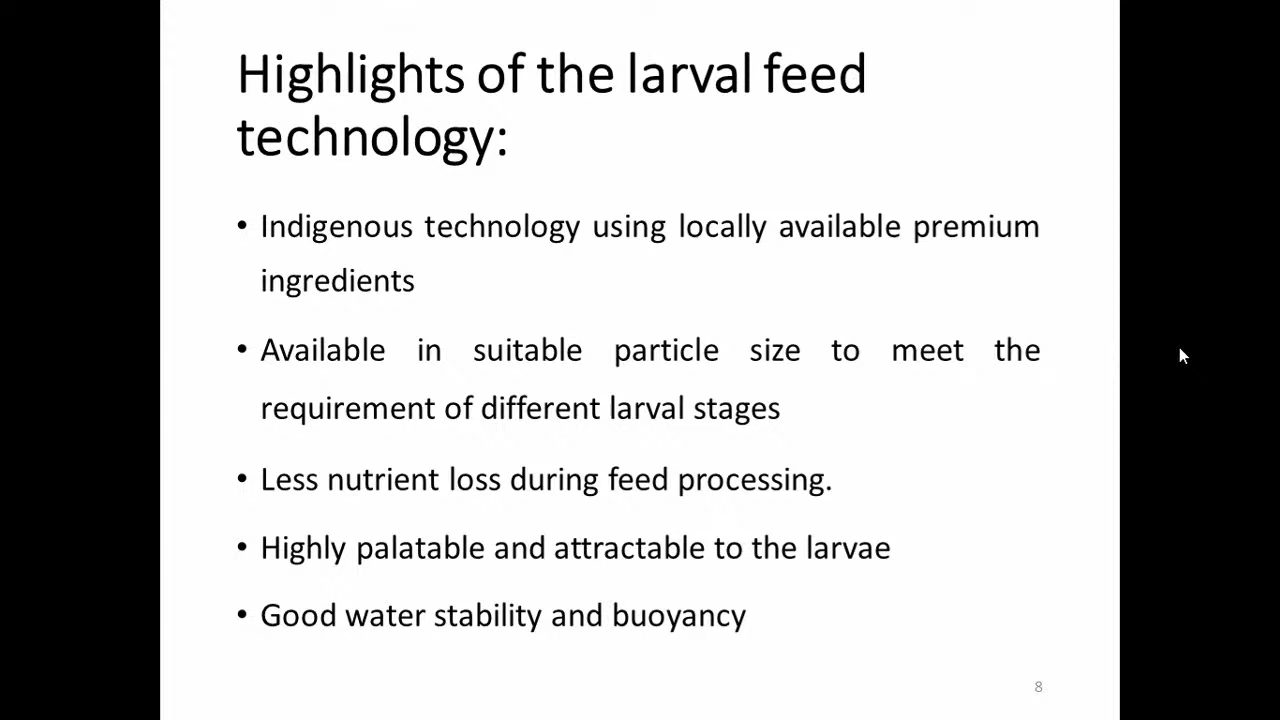 Highlights of the larval feed
technology:
• Indigenous technology using locally available premium
ingredients
• Available in suitable particle size to meet the
requirement of different larval stages
• Less nutrient loss during feed processing.
• Highly palatable and attractable to the larvae
• Good water stability and buoyancy
8